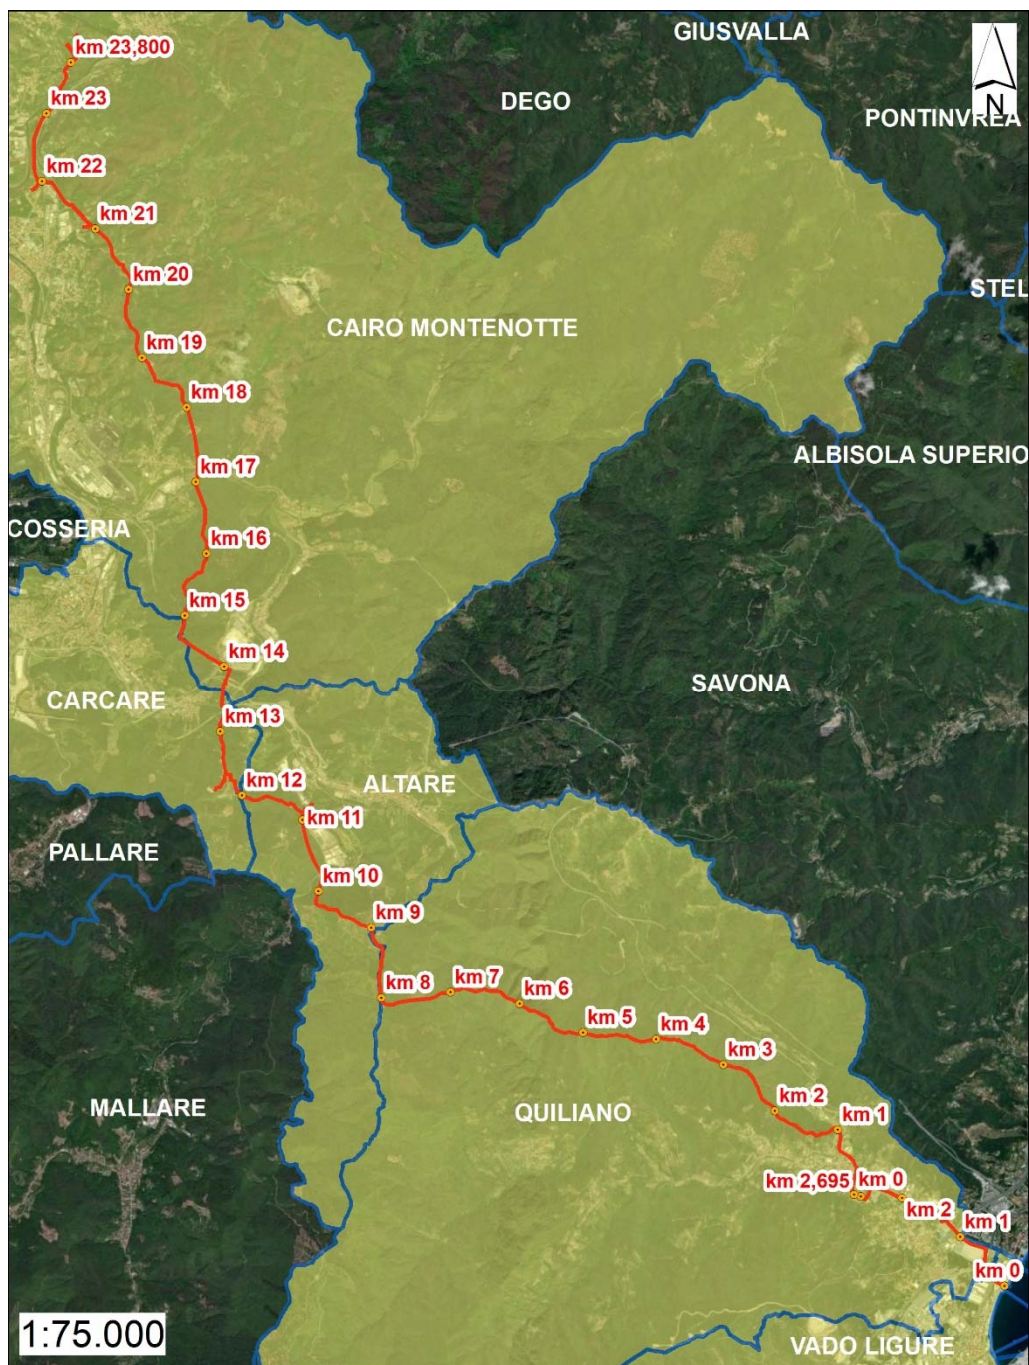 GIUSVALLA
km 23,800
DEGO
N
km 23
PONTINVREA
km 22
km 21
km 20
STEL
CAIRO MONTENOTTE
km 19
km 18
ALBISOLA SUPERIO
km 17
COSSERIA
km 16
km 15
km 14
SAVONA
CARCARE
km 13
km 12
ALTARE
km 11
PALLARE
km 10
km 9
km 8
km 7
km 6
km 5
km 4
km 3
MALLARE
QUILIANO
km 2
km 1
km 2,695
km 0
km 2
km 1
km 0
1:75.000
VADO LIGURE